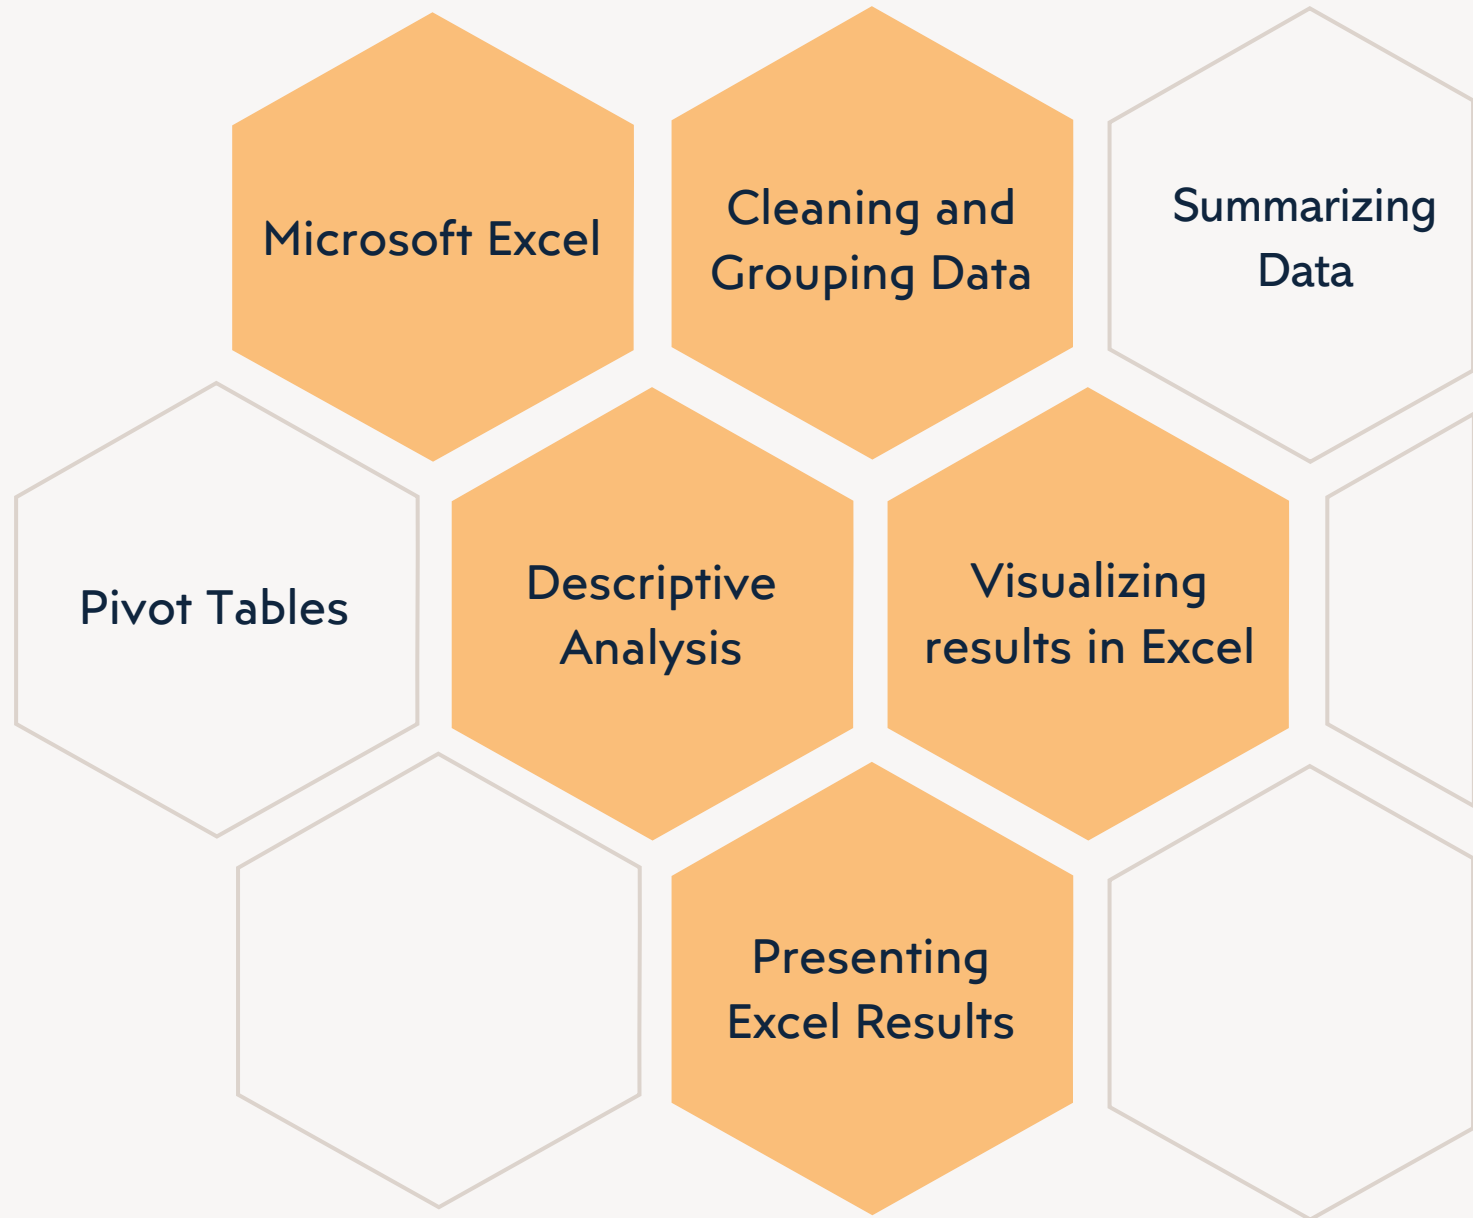 Microsoft Excel
Cleaning and
Grouping Data
Summarizing
Data
Pivot Tables
Descriptive
Analysis
Visualizing
results in Excel
Presenting
Excel Results